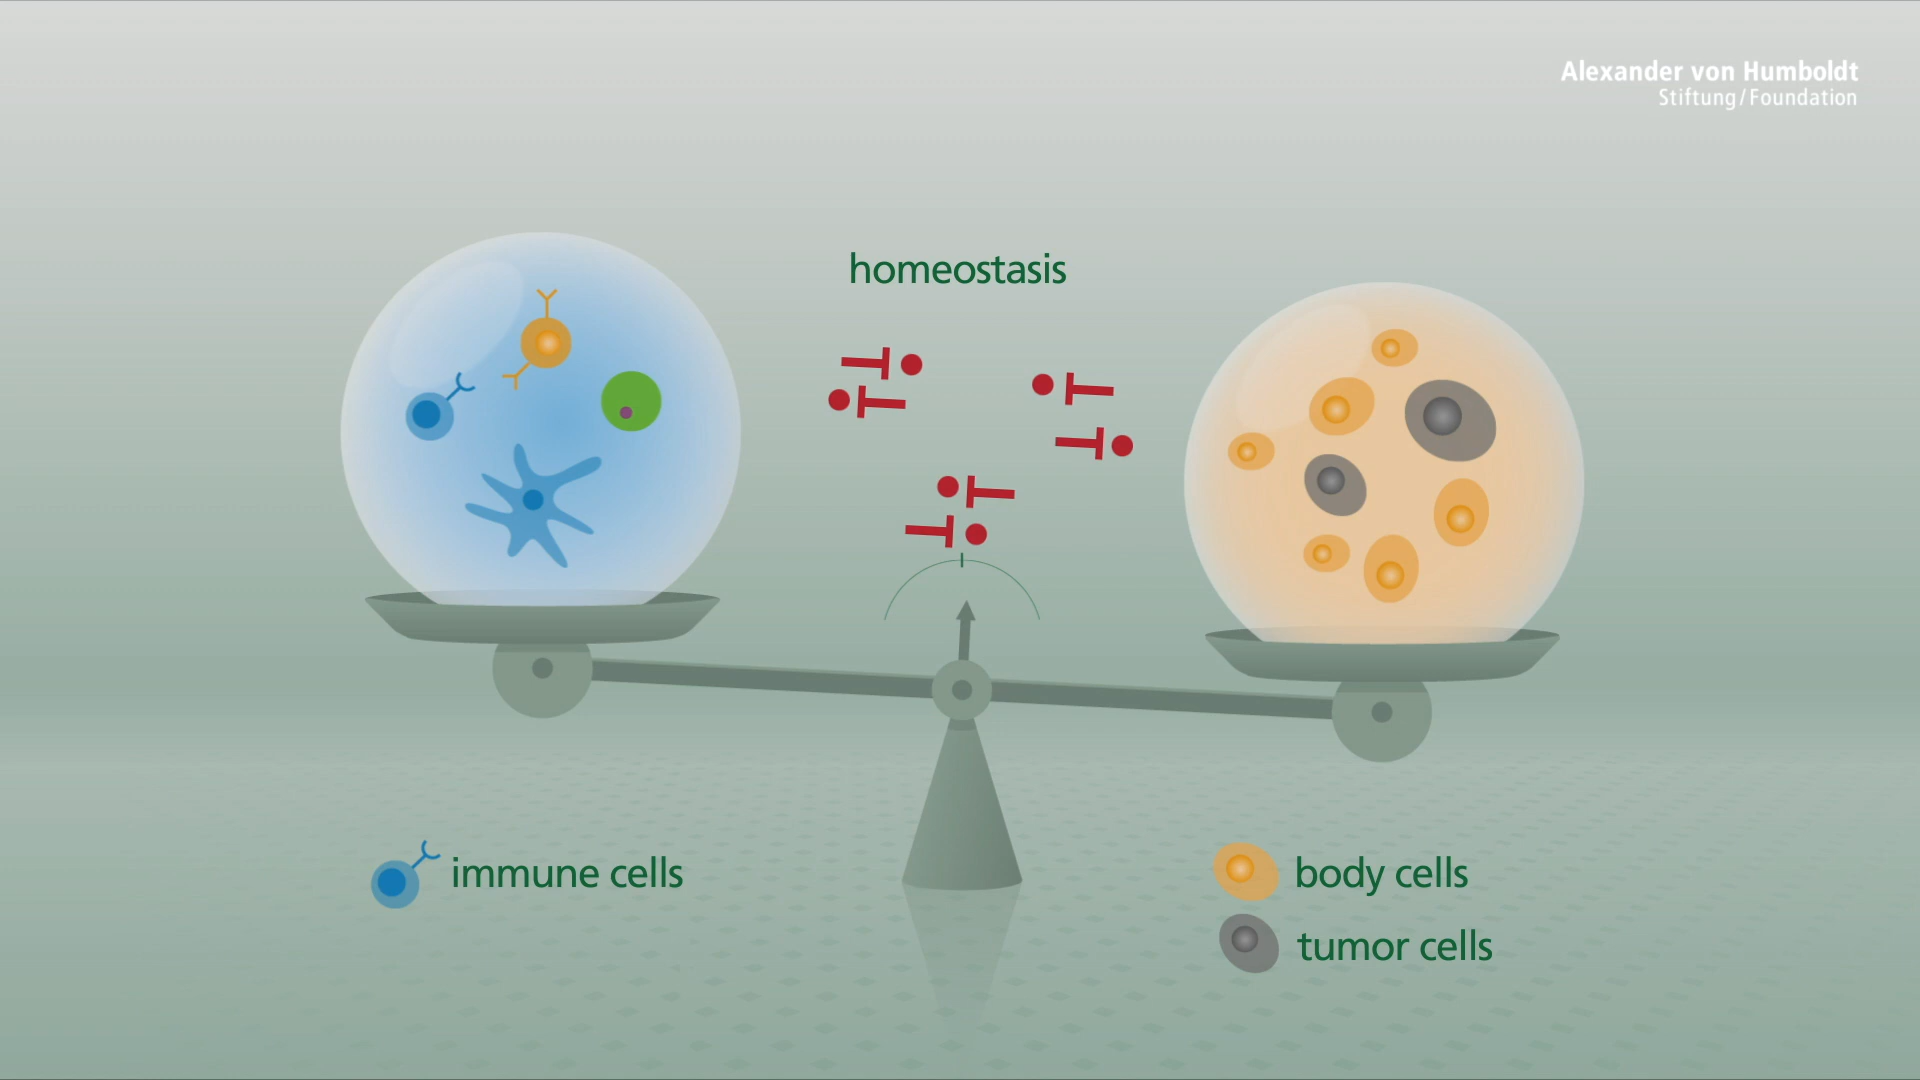 Alexander von Humboldt
Stiftung/Foundation
homeostasis
immune cells
body cells
tumor cells